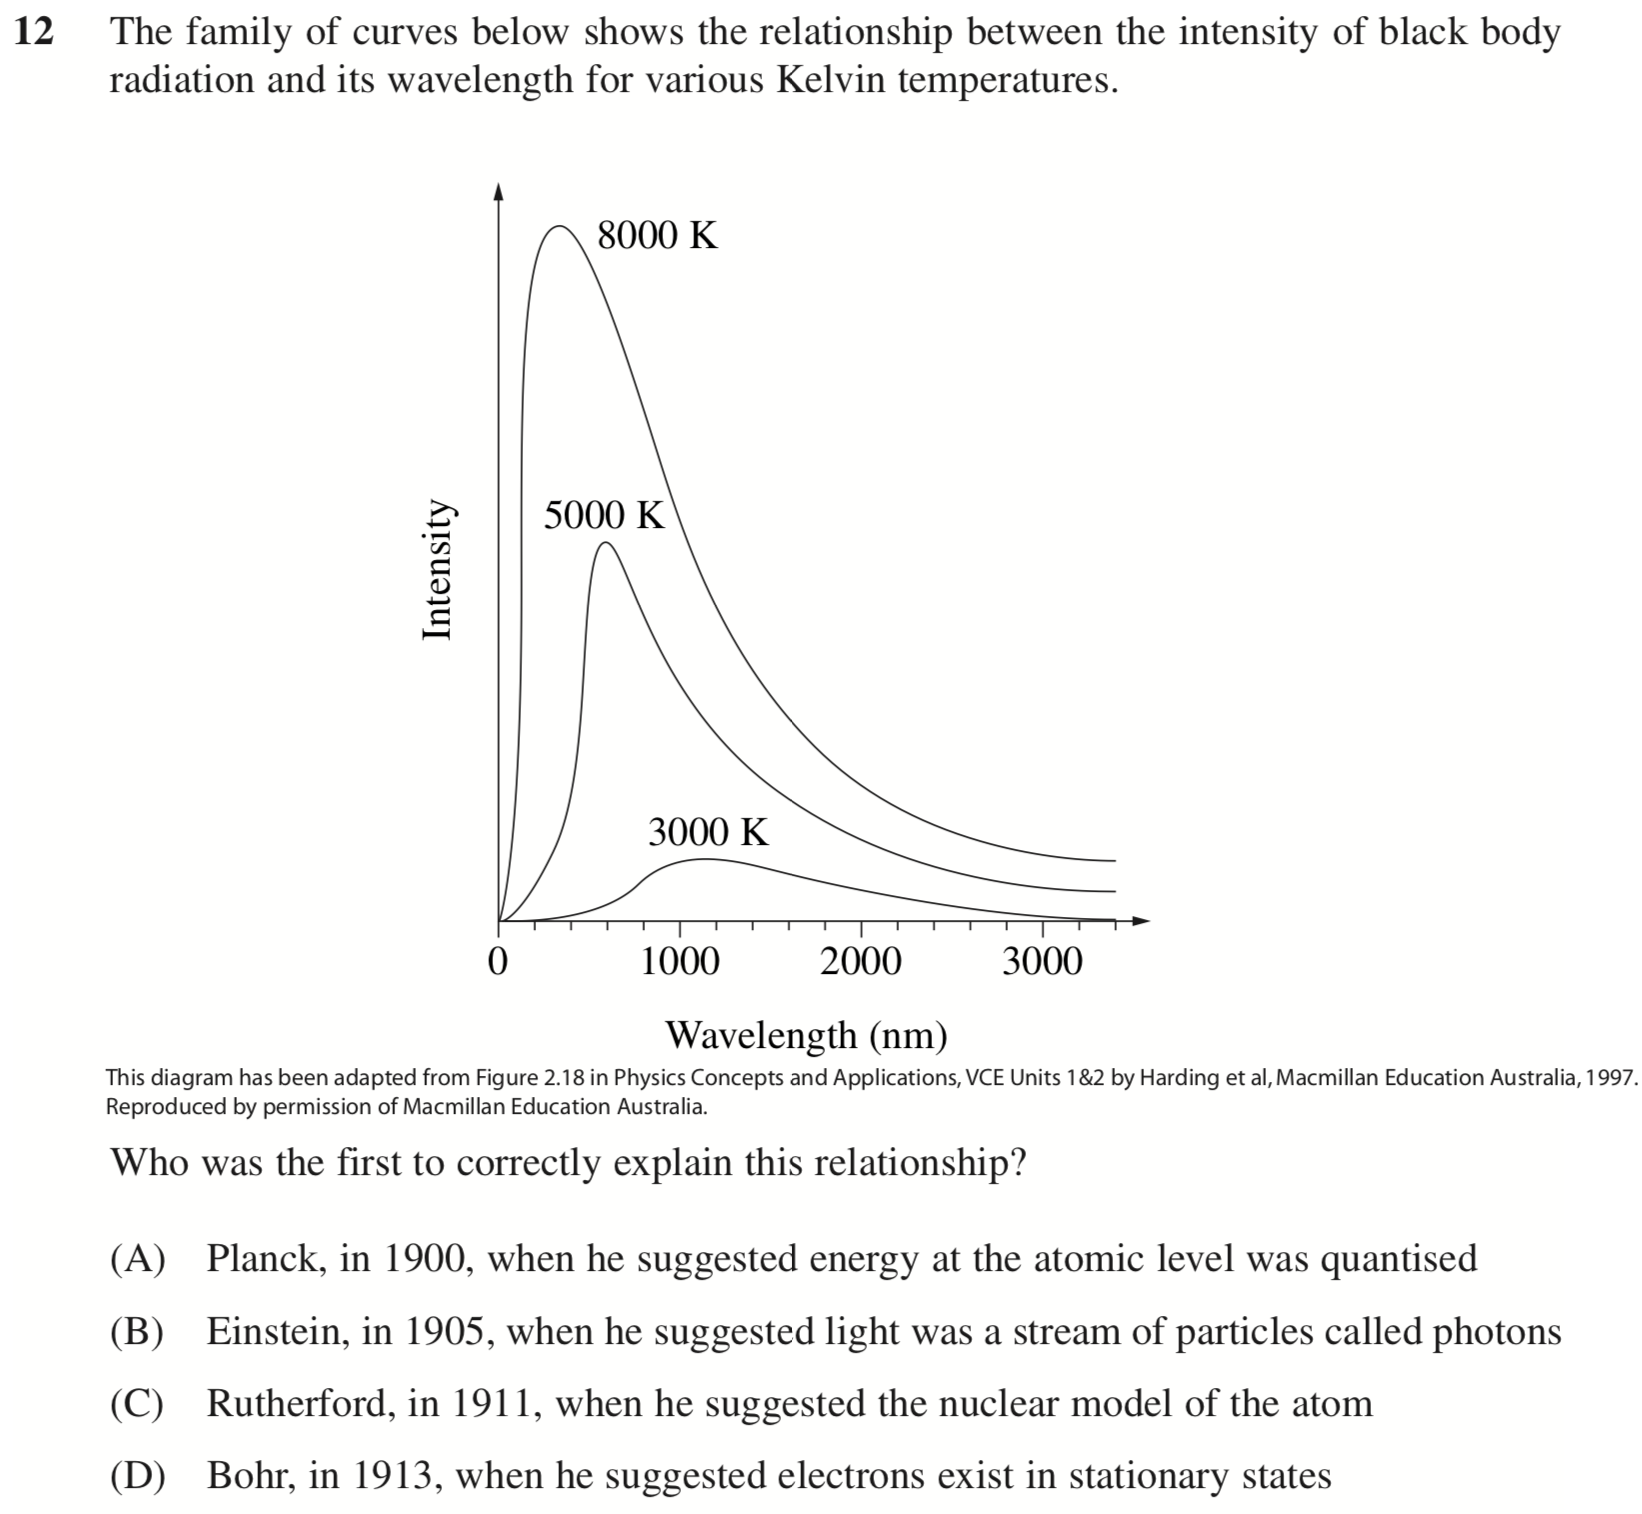 12 The family of curves below shows the relationship between the intensity of black body
radiation and its wavelength for various Kelvin temperatures.
8000 K
5000 K
Intensity
3000 K
0 1000 2000 3000
Wavelength (nm)
This diagram has been adapted from Figure 2.18 in Physics Concepts and Applications, VCE Units 1&2 by Harding et al, Macmillan Education Australia, 1997.
Reproduced by permission of Macmillan Education Australia.
Who was the first to correctly explain this relationship?
(A) Planck, in 1900, when he suggested energy at the atomic level was quantised
(B) Einstein, in 1905, when he suggested light was a stream of particles called photons
(C) Rutherford, in 1911, when he suggested the nuclear model of the atom
(D) Bohr, in 1913, when he suggested electrons exist in stationary states